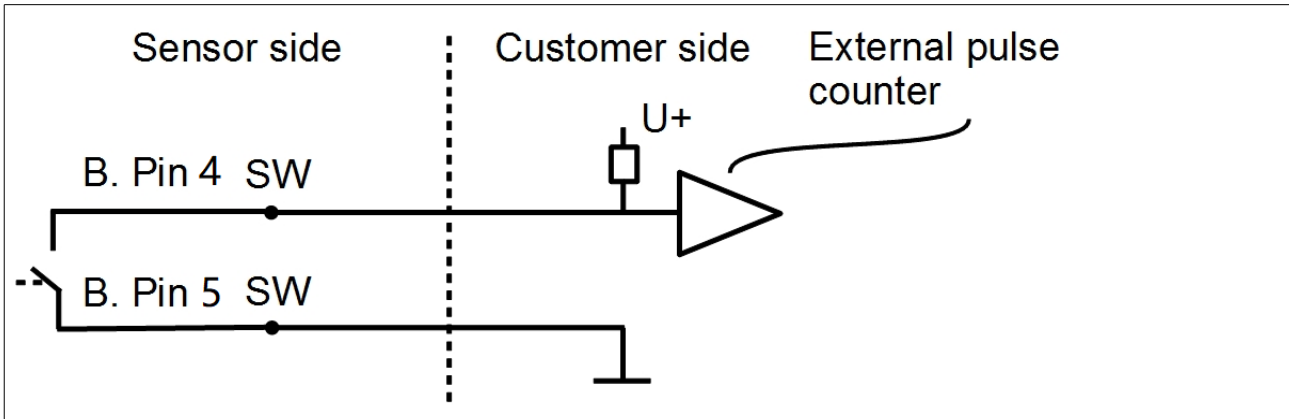 Sensor side
Customer side
External pulse
counter
U+
B. Pin 4 SW
B. Pin 5 SW